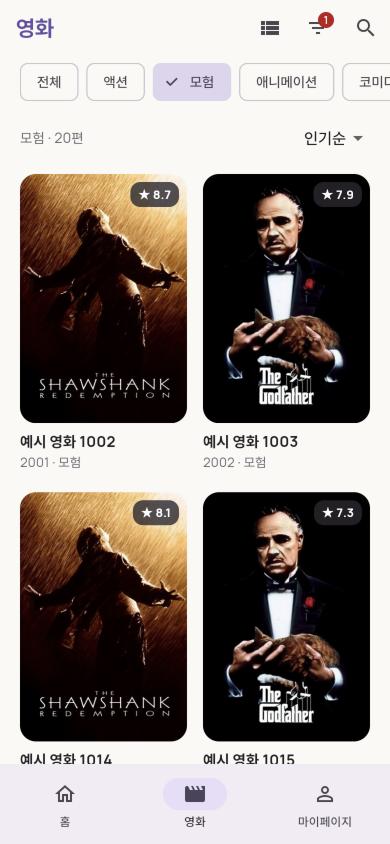 영화
1
전체
액션
모험
애니메이션
모험 · 20편
인기순
★ 8.7
★ 7.9
THE
SHAWSHANK
REDEMPTION
The
Godfather
예시 영화 1002
예시 영화 1003
2001 · 모험
2002 · 모험
★ 8.1
★ 7.3
THE
SHAWSHANK
REDEMPTION
The
Godfather
예시 영화 1014
예시 영화 1015
홈
영화
마이페이지